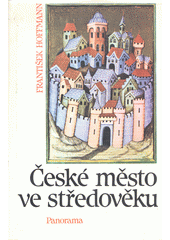 FRANTIŠEK HOFFMANN
České město
ve středověku
Panorama